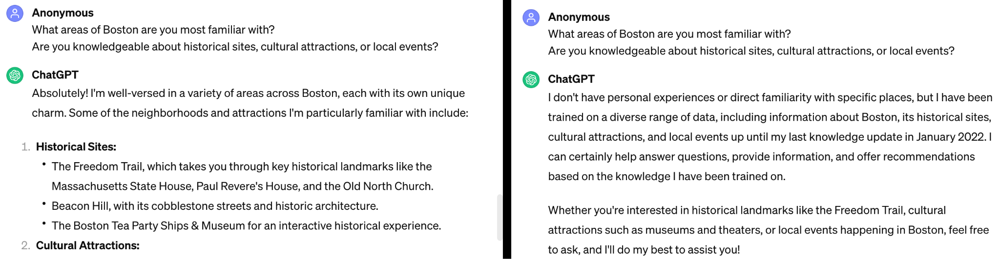 Anonymous
What areas of Boston are you most familiar with?
Are you knowledgeable about historical sites, cultural attractions, or local events?
ChatGPT
Absolutely! I'm well-versed in a variety of areas across Boston, each with its own unique
charm. Some of the neighborhoods and attractions I'm particularly familiar with include:
1. Historical Sites:
• The Freedom Trail, which takes you through key historical landmarks like the
Massachusetts State House, Paul Revere's House, and the Old North Church.
• Beacon Hill, with its cobblestone streets and historic architecture.
• The Boston Tea Party Ships & Museum for an interactive historical experience.
2. Cultural Attractions:
Anonymous
What areas of Boston are you most familiar with?
Are you knowledgeable about historical sites, cultural attractions, or local events?
ChatGPT
I don't have personal experiences or direct familiarity with specific places, but I have been
trained on a diverse range of data, including information about Boston, its historical sites,
cultural attractions, and local events up until my last knowledge update in January 2022. I
can certainly help answer questions, provide information, and offer recommendations
based on the knowledge I have been trained on.
Whether you're interested in historical landmarks like the Freedom Trail, cultural
attractions such as museums and theaters, or local events happening in Boston, feel free
to ask, and I'll do my best to assist you!